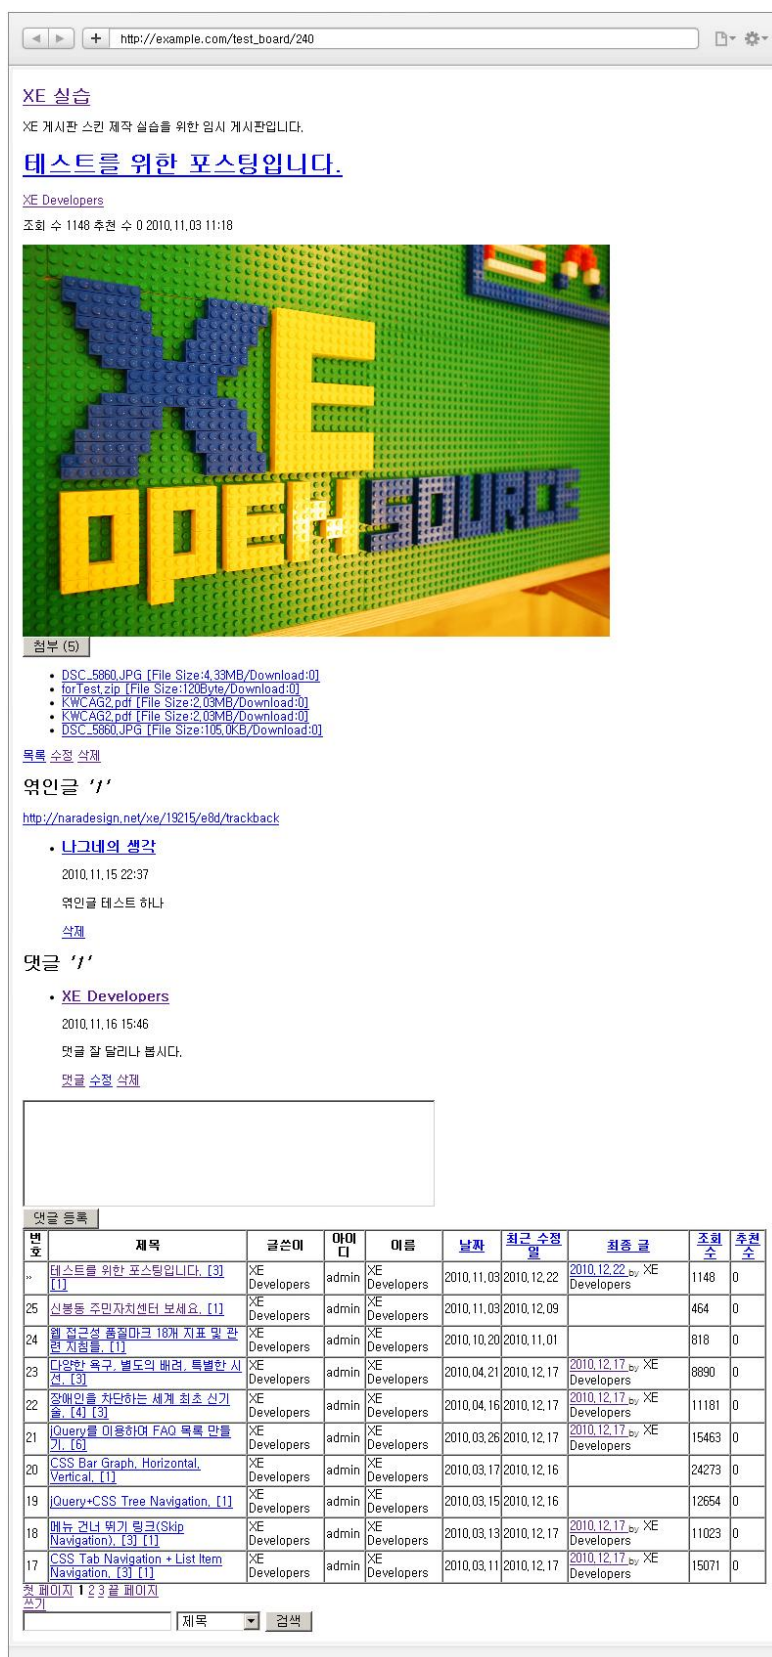 http://example.com/test_board/240
XE 실습
XE 게시판 스킨 제작 실습을 위한 임시 게시판입니다.
테스트를 위한 포스팅입니다.
XE Developers
조회 수 1148 추천 수 0 2010.11.03 11:18
XE
OPEN SOURCE
첨부 (5)
DSC_5860.JPG [File Size:4.33MB/Download:0]
forTest.zip [File Size:120Byte/Download:0]
KWCAG2.pdf [File Size:2.03MB/Download:0]
KWCAG2.pdf [File Size:2.03MB/Download:0]
DSC_5860.JPG [File Size:105.0KB/Download:0]
목록 수정 삭제
엮인글 '1'
http://naradesign.net/xe/19215/e8d/trackback
나그네의 생각
2010.11.15 22:37
엮인글 테스트 하나
삭제
댓글 '1'
XE Developers
2010.11.16 15:46
댓글 잘 달리나 봅시다.
댓글 수정 삭제
댓글 등록
번호 제목 글쓴이 아이디 이름 날짜 최근 수정일 최종 글 조회 수 추천 수
» 테스트를 위한 포스팅입니다. [3] [1] XE Developers admin XE Developers 2010.11.03 2010.12.22 2010.12.22 by XE Developers 1148 0
25 신봉동 주민자치센터 보세요. [1] XE Developers admin XE Developers 2010.11.03 2010.12.09 464 0
24 웹 접근성 품질마크 18개 지표 및 관련 지침들. [1] XE Developers admin XE Developers 2010.10.20 2010.11.01 818 0
23 다양한 욕구, 별도의 배려, 특별한 시선. [3] XE Developers admin XE Developers 2010.04.21 2010.12.17 2010.12.17 by XE Developers 8890 0
22 장애인을 차단하는 세계 최초 신기술. [4] [3] XE Developers admin XE Developers 2010.04.16 2010.12.17 2010.12.17 by XE Developers 11181 0
21 jQuery를 이용하여 FAQ 목록 만들기. [6] XE Developers admin XE Developers 2010.03.26 2010.12.17 2010.12.17 by XE Developers 15463 0
20 CSS Bar Graph, Horizontal, Vertical. [1] XE Developers admin XE Developers 2010.03.17 2010.12.16 24273 0
19 jQuery+CSS Tree Navigation. [1] XE Developers admin XE Developers 2010.03.15 2010.12.16 12654 0
18 메뉴 건너 뛰기 링크(Skip Navigation). [3] [1] XE Developers admin XE Developers 2010.03.13 2010.12.17 2010.12.17 by XE Developers 11023 0
17 CSS Tab Navigation + List Item Navigation. [3] [1] XE Developers admin XE Developers 2010.03.11 2010.12.17 2010.12.17 by XE Developers 15071 0
첫 페이지 1 2 3 끝 페이지
쓰기
제목 검색